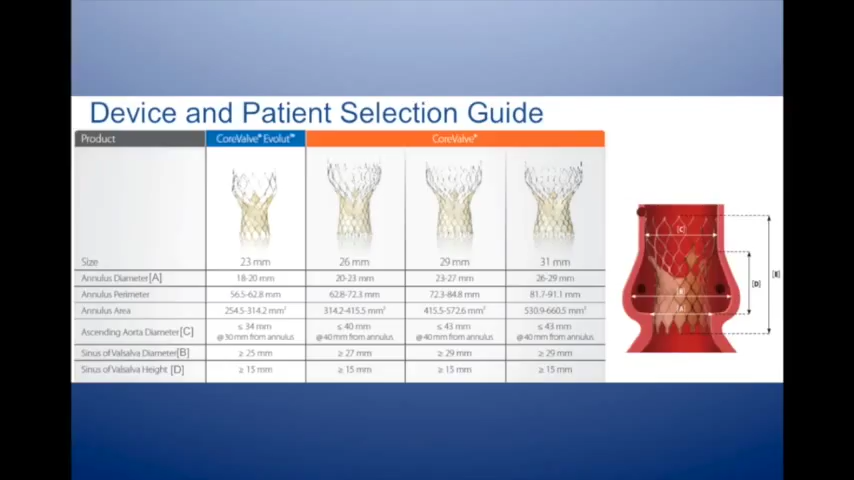 Device and Patient Selection Guide
Product CoreValve® Evolut™ CoreValve®
Size 23 mm 26 mm 29 mm 31 mm
Annulus Diameter[A] 18-20 mm 20-23 mm 23-27 mm 26-29 mm
Annulus Perimeter 56.5-62.8 mm 62.8-72.3 mm 72.3-84.8 mm 81.7-91.1 mm
Annulus Area 254.5-314.2 mm² 314.2-415.5 mm² 415.5-572.6 mm² 530.9-660.5 mm²
Ascending Aorta Diameter[C] ≤ 34 mm ≤ 40 mm ≤ 43 mm ≤ 43 mm
@30 mm from annulus @40 mm from annulus @40 mm from annulus @40 mm from annulus
Sinus of Valsalva Diameter[B] ≥ 25 mm ≥ 27 mm ≥ 29 mm ≥ 29 mm
Sinus of Valsalva Height [D] ≥ 15 mm ≥ 15 mm ≥ 15 mm ≥ 15 mm
[C]
[E]
[D]
[B]
[A]